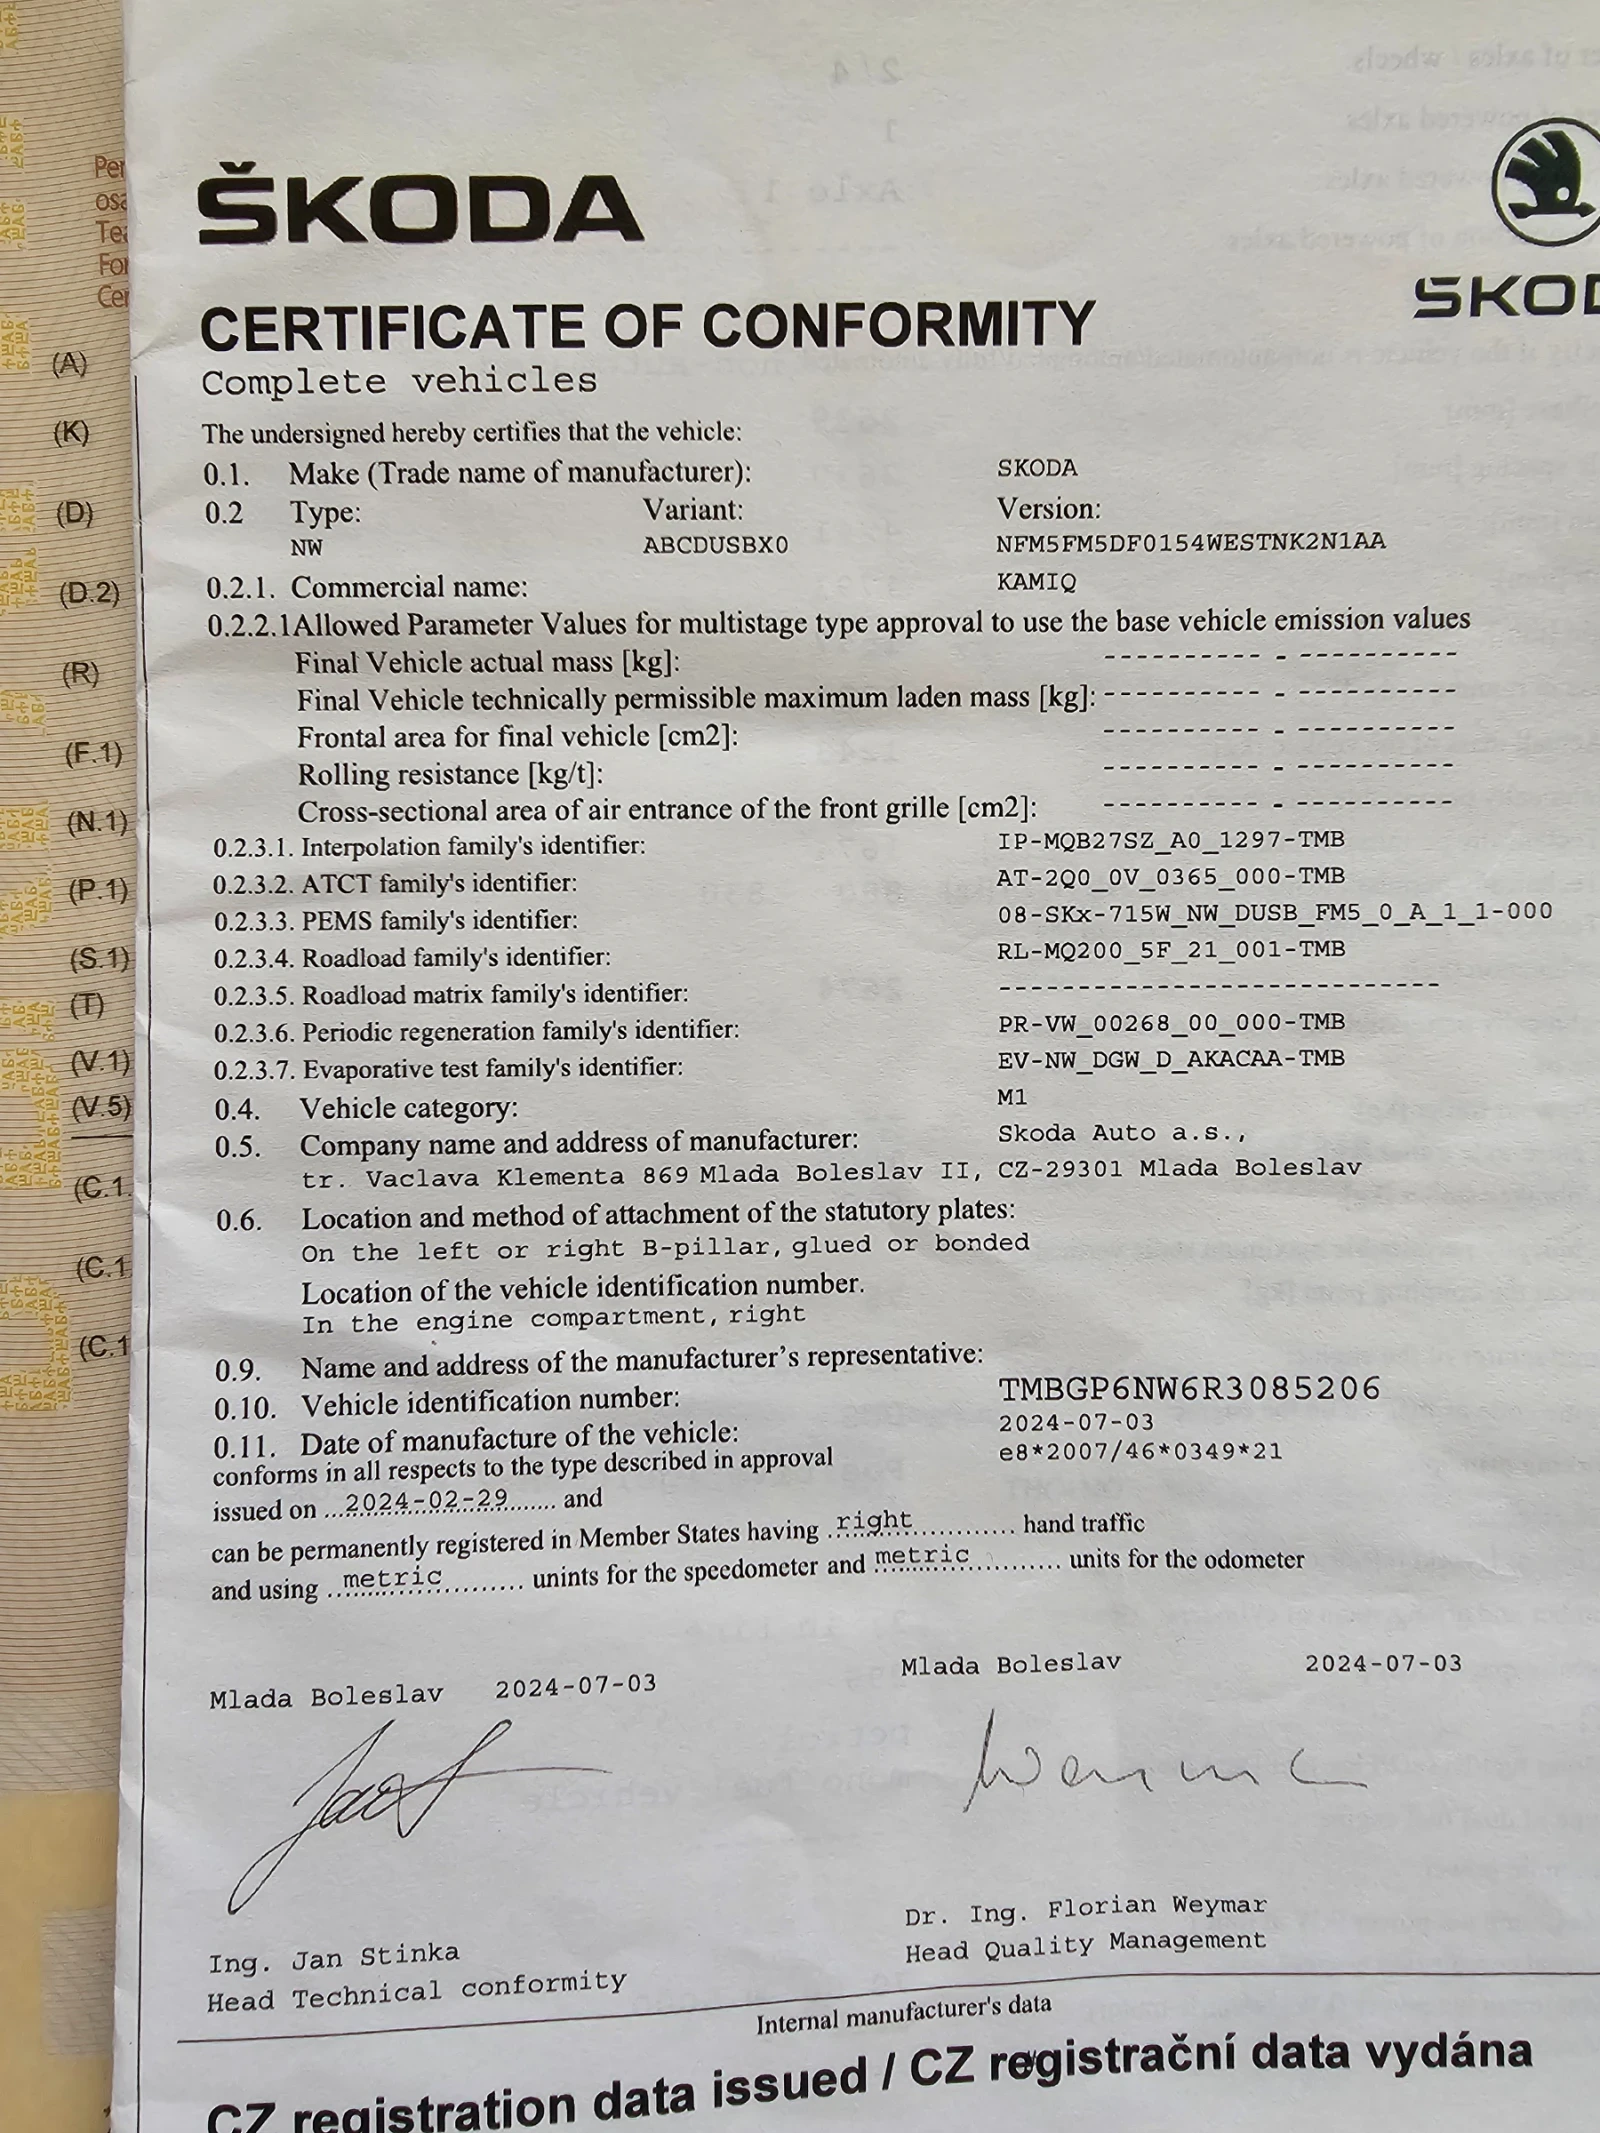 ŠKODA
SKOD
CERTIFICATE OF CONFORMITY
Complete vehicles
The undersigned hereby certifies that the vehicle:
0.1. Make (Trade name of manufacturer): SKODA
0.2 Type: Variant: Version:
NW ABCDUSBX0 NFM5FM5DF0154WESTNK2N1AA
0.2.1. Commercial name: KAMIQ
0.2.2.1Allowed Parameter Values for multistage type approval to use the base vehicle emission values
Final Vehicle actual mass [kg]: ---------- - ----------
Final Vehicle technically permissible maximum laden mass [kg]: ---------- - ----------
Frontal area for final vehicle [cm2]: ---------- - ----------
Rolling resistance [kg/t]: ---------- - ----------
Cross-sectional area of air entrance of the front grille [cm2]: ---------- - ----------
0.2.3.1. Interpolation family's identifier: IP-MQB27SZ_A0_1297-TMB
0.2.3.2. ATCT family's identifier: AT-2Q0_0V_0365_000-TMB
0.2.3.3. PEMS family's identifier: 08-SKx-715W_NW_DUSB_FM5_0_A_1_1-000
0.2.3.4. Roadload family's identifier: RL-MQ200_5F_21_001-TMB
0.2.3.5. Roadload matrix family's identifier: ----------------------------
0.2.3.6. Periodic regeneration family's identifier: PR-VW_00268_00_000-TMB
0.2.3.7. Evaporative test family's identifier: EV-NW_DGW_D_AKACAA-TMB
0.4. Vehicle category: M1
0.5. Company name and address of manufacturer: Skoda Auto a.s.,
tr. Vaclava Klementa 869 Mlada Boleslav II, CZ-29301 Mlada Boleslav
0.6. Location and method of attachment of the statutory plates:
On the left or right B-pillar, glued or bonded
Location of the vehicle identification number.
In the engine compartment, right
0.9. Name and address of the manufacturer’s representative:
0.10. Vehicle identification number: TMBGP6NW6R3085206
0.11. Date of manufacture of the vehicle: 2024-07-03
conforms in all respects to the type described in approval e8*2007/46*0349*21
issued on ...2024-02-29....... and
can be permanently registered in Member States having .right............. hand traffic
and using ..metric............ unints for the speedometer and metric............ units for the odometer
Mlada Boleslav 2024-07-03 Mlada Boleslav 2024-07-03
Ing. Jan Stinka Dr. Ing. Florian Weymar
Head Technical conformity Head Quality Management
Internal manufacturer's data
CZ registration data issued / CZ registrační data vydána
(A)
(K)
(D)
(D.2)
(R)
(F.1)
(N.1)
(P.1)
(S.1)
(T)
(V.1)
(V.5)
(C.1.
(C.1
(C.1